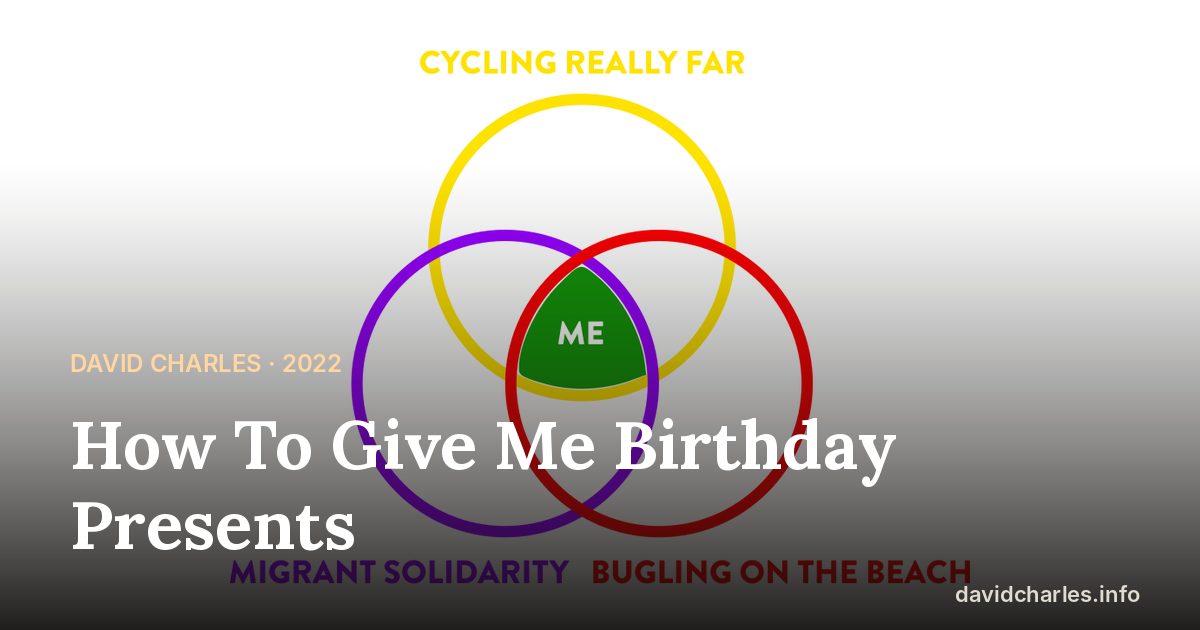 CYCLING REALLY FAR
ME
DAVID CHARLES · 2022
How To Give Me Birthday
Presents
MIGRANT SOLIDARITY BUGLING ON THE BEACH
davidcharles.info